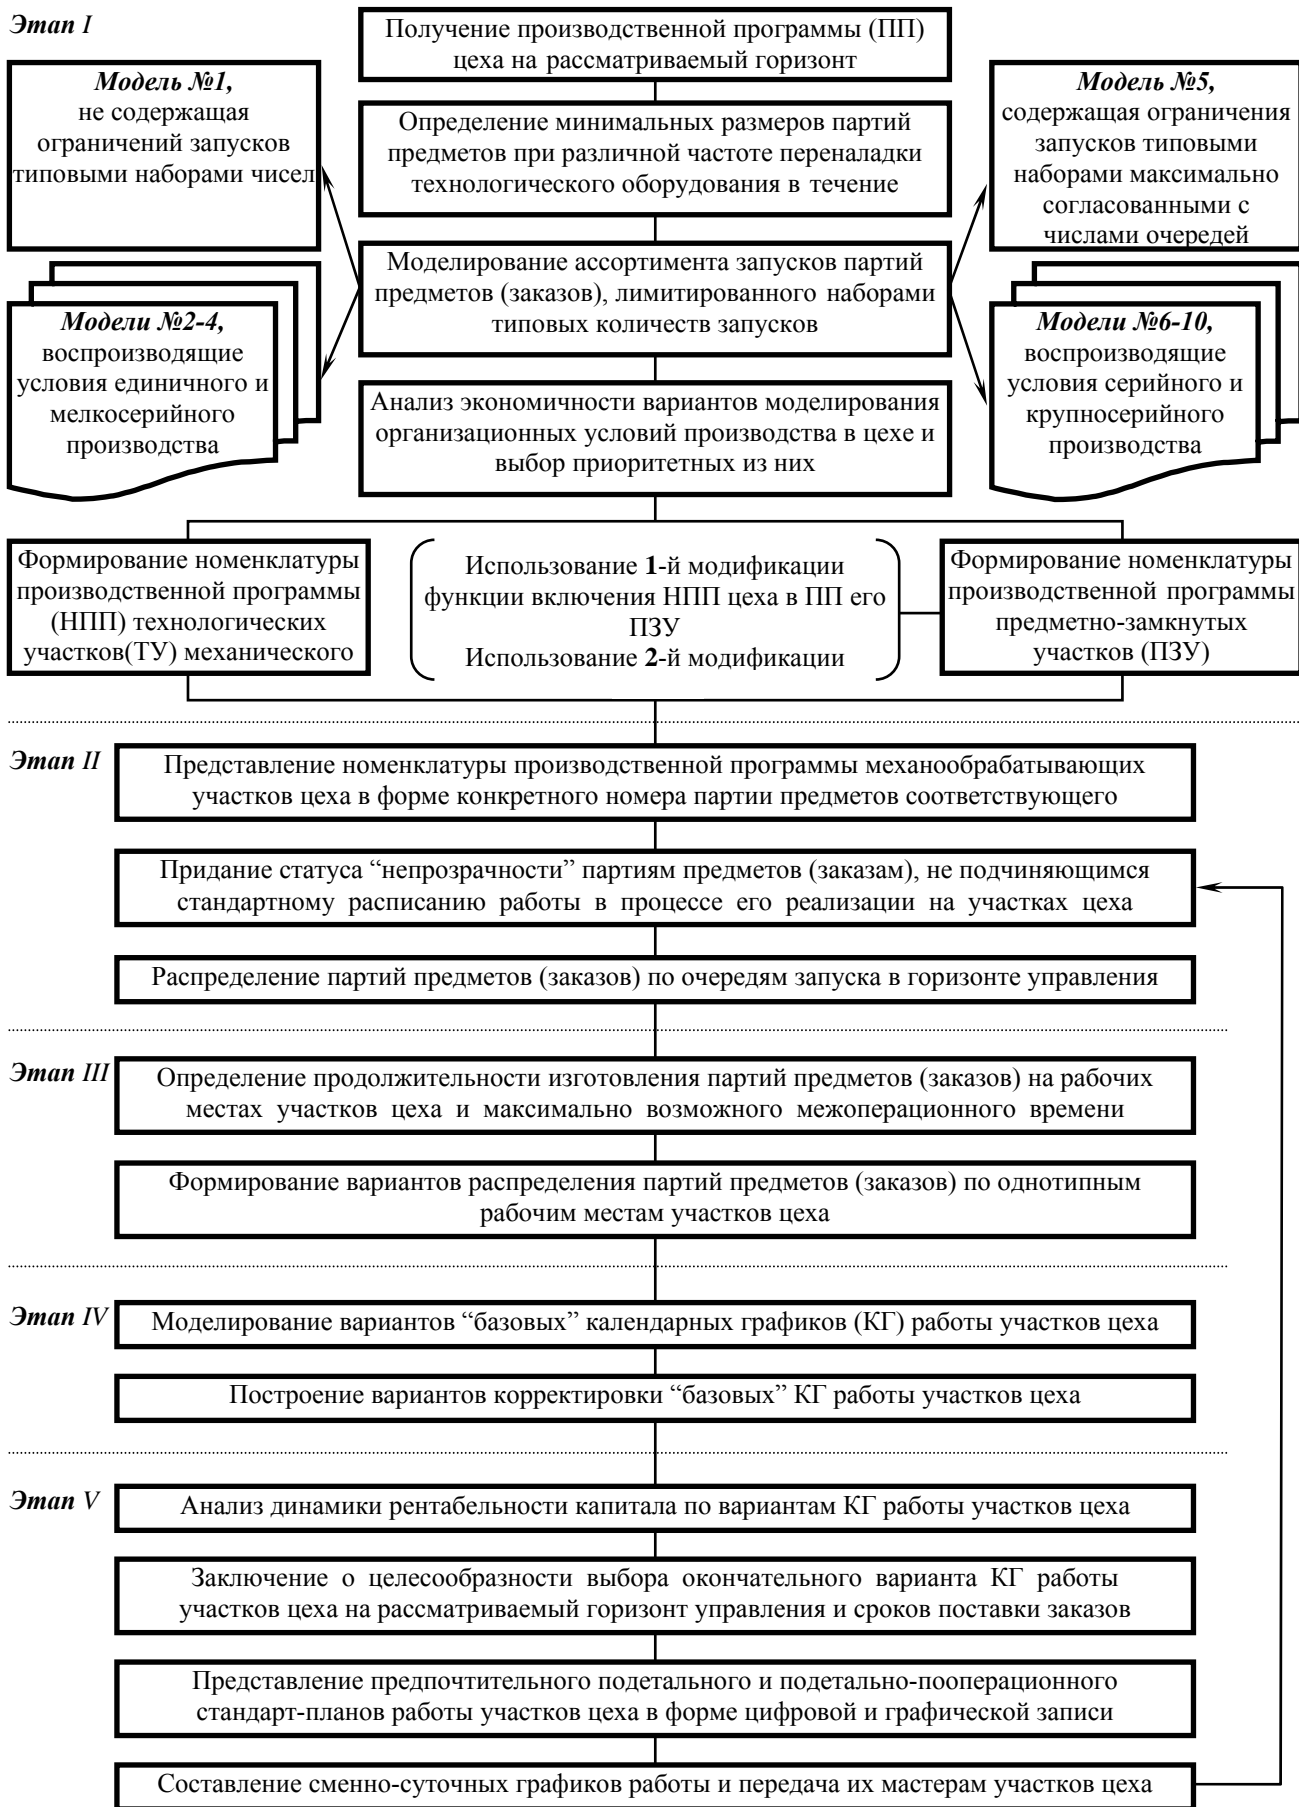 Этап I
Получение производственной программы (ПП)
цеха на рассматриваемый горизонт
Модель №1,
не содержащая
ограничений запусков
типовыми наборами чисел
Определение минимальных размеров партий
предметов при различной частоте переналадки
технологического оборудования в течение
Модель №5,
содержащая ограничения
запусков типовыми
наборами максимально
согласованными с
числами очередей
Моделирование ассортимента запусков партий
предметов (заказов), лимитированного наборами
типовых количеств запусков
Модели №2-4,
воспроизводящие
условия единичного и
мелкосерийного
производства
Модели №6-10,
воспроизводящие
условия серийного и
крупносерийного
производства
Анализ экономичности вариантов моделирования
организационных условий производства в цехе и
выбор приоритетных из них
Формирование номенклатуры
производственной программы
(НПП) технологических
участков(ТУ) механического
Использование 1-й модификации
функции включения НПП цеха в ПП его
ПЗУ
Использование 2-й модификации
Формирование номенклатуры
производственной программы
предметно-замкнутых
участков (ПЗУ)
Этап II
Представление номенклатуры производственной программы механообрабатывающих
участков цеха в форме конкретного номера партии предметов соответствующего
Придание статуса “непрозрачности” партиям предметов (заказам), не подчиняющимся
стандартному расписанию работы в процессе его реализации на участках цеха
Распределение партий предметов (заказов) по очередям запуска в горизонте управления
Этап III
Определение продолжительности изготовления партий предметов (заказов) на рабочих
местах участков цеха и максимально возможного межоперационного времени
Формирование вариантов распределения партий предметов (заказов) по однотипным
рабочим местам участков цеха
Этап IV
Моделирование вариантов “базовых” календарных графиков (КГ) работы участков цеха
Построение вариантов корректировки “базовых” КГ работы участков цеха
Этап V
Анализ динамики рентабельности капитала по вариантам КГ работы участков цеха
Заключение о целесообразности выбора окончательного варианта КГ работы
участков цеха на рассматриваемый горизонт управления и сроков поставки заказов
Представление предпочтительного подетального и подетально-пооперационного
стандарт-планов работы участков цеха в форме цифровой и графической записи
Составление сменно-суточных графиков работы и передача их мастерам участков цеха